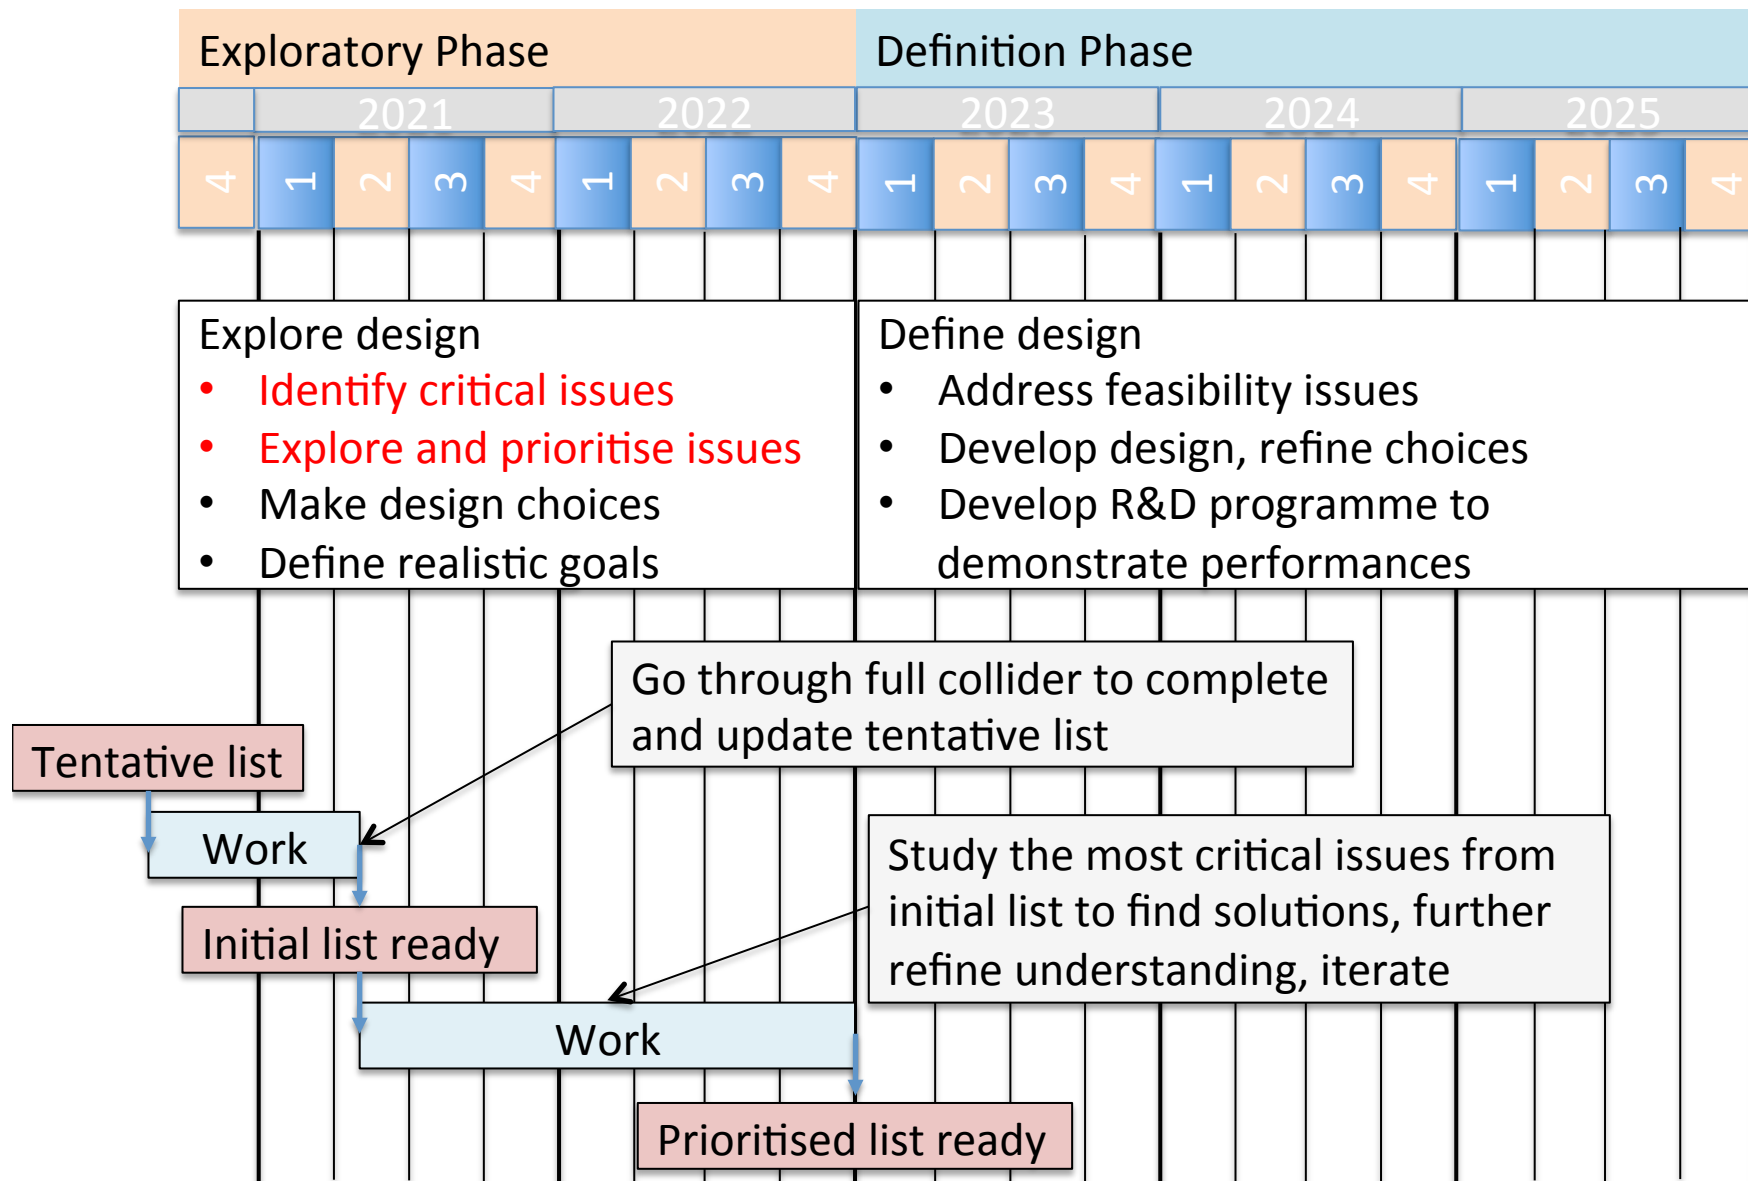 Exploratory Phase
Definition Phase
2021 2022 2023 2024 2025
4 1 2 3 4 1 2 3 4 1 2 3 4 1 2 3 4 1 2 3 4
Explore design
• Identify critical issues
• Explore and prioritise issues
• Make design choices
• Define realistic goals
Define design
• Address feasibility issues
• Develop design, refine choices
• Develop R&D programme to
demonstrate performances
Go through full collider to complete
and update tentative list
Tentative list
Work
Study the most critical issues from
initial list to find solutions, further
refine understanding, iterate
Initial list ready
Work
Prioritised list ready